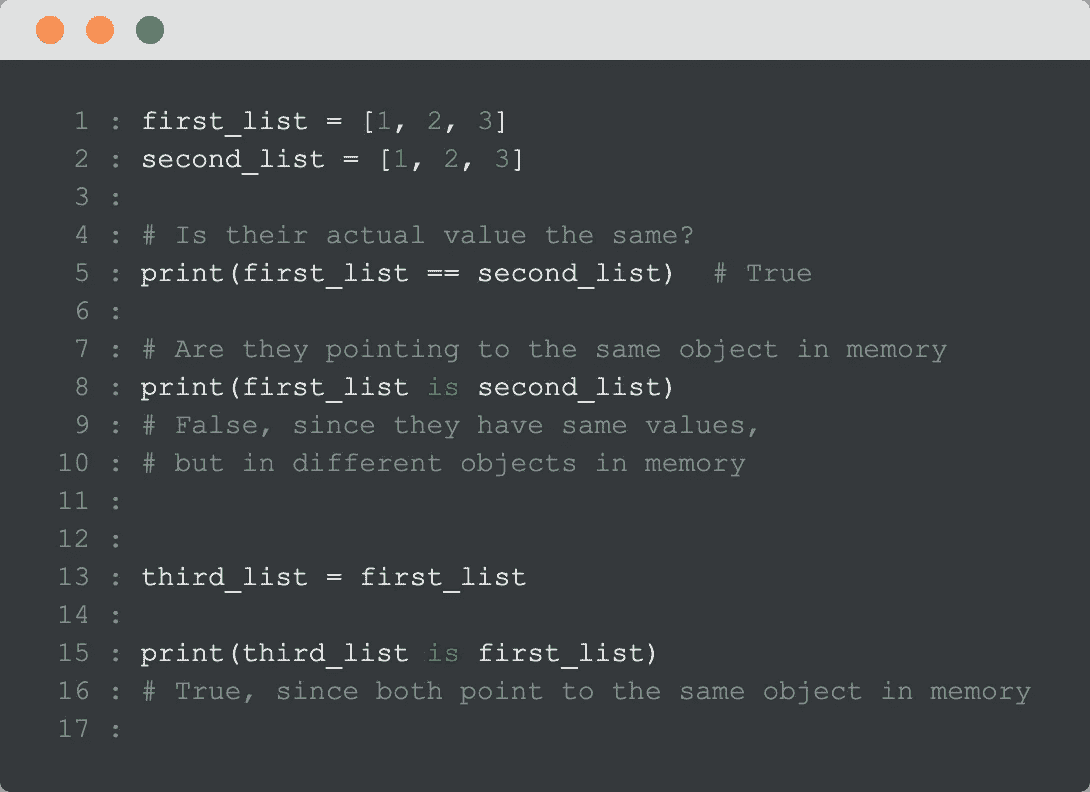 1 : first_list = [1, 2, 3]
2 : second_list = [1, 2, 3]
3 :
4 : # Is their actual value the same?
5 : print(first_list == second_list)  # True
6 :
7 : # Are they pointing to the same object in memory
8 : print(first_list is second_list)
9 : # False, since they have same values,
10 : # but in different objects in memory
11 :
12 :
13 : third_list = first_list
14 :
15 : print(third_list is first_list)
16 : # True, since both point to the same object in memory
17 :